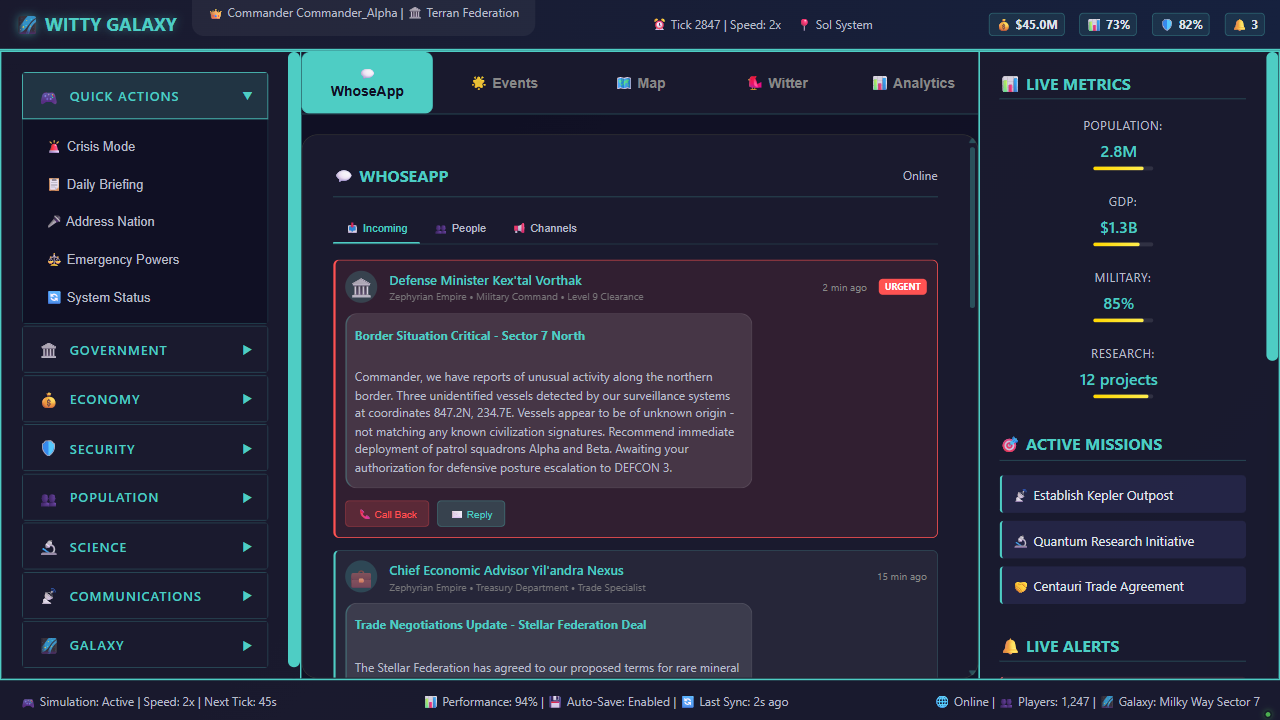 WITTY GALAXY
Commander Commander_Alpha | Terran Federation
Tick 2847 | Speed: 2x
Sol System
$45.0M
73%
82%
3
QUICK ACTIONS ▼
Crisis Mode
Daily Briefing
Address Nation
Emergency Powers
System Status
GOVERNMENT ▶
ECONOMY ▶
SECURITY ▶
POPULATION ▶
SCIENCE ▶
COMMUNICATIONS ▶
GALAXY ▶
WhoseApp
Events
Map
Witter
Analytics
WHOSEAPP
Online
Incoming
People
Channels
Defense Minister Kex'tal Vorthak
Zephyrian Empire • Military Command • Level 9 Clearance
2 min ago
URGENT
Border Situation Critical - Sector 7 North
Commander, we have reports of unusual activity along the northern
border. Three unidentified vessels detected by our surveillance systems
at coordinates 847.2N, 234.7E. Vessels appear to be of unknown origin -
not matching any known civilization signatures. Recommend immediate
deployment of patrol squadrons Alpha and Beta. Awaiting your
authorization for defensive posture escalation to DEFCON 3.
Call Back
Reply
Chief Economic Advisor Yil'andra Nexus
Zephyrian Empire • Treasury Department • Trade Specialist
15 min ago
Trade Negotiations Update - Stellar Federation Deal
The Stellar Federation has agreed to our proposed terms for rare mineral
LIVE METRICS
POPULATION:
2.8M
GDP:
$1.3B
MILITARY:
85%
RESEARCH:
12 projects
ACTIVE MISSIONS
Establish Kepler Outpost
Quantum Research Initiative
Centauri Trade Agreement
LIVE ALERTS
Simulation: Active | Speed: 2x | Next Tick: 45s
Performance: 94% | Auto-Save: Enabled | Last Sync: 2s ago
Online | Players: 1,247 | Galaxy: Milky Way Sector 7